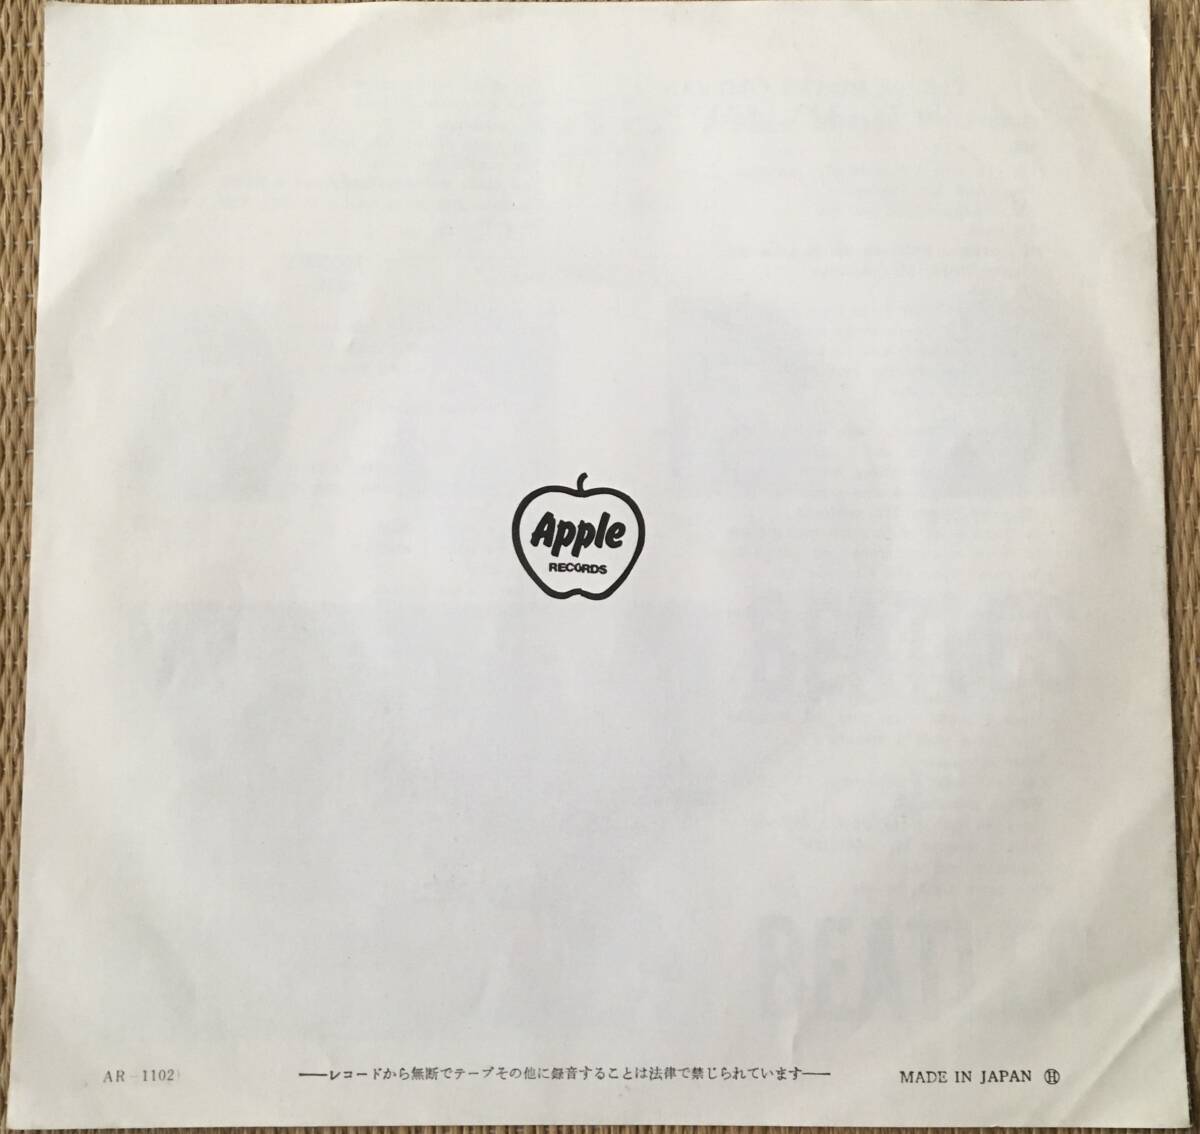 Apple
RECORDS
AR-1102
——レコードから無断でテープその他に録音することは法律で禁じられています——
MADE IN JAPAN Ⓗ